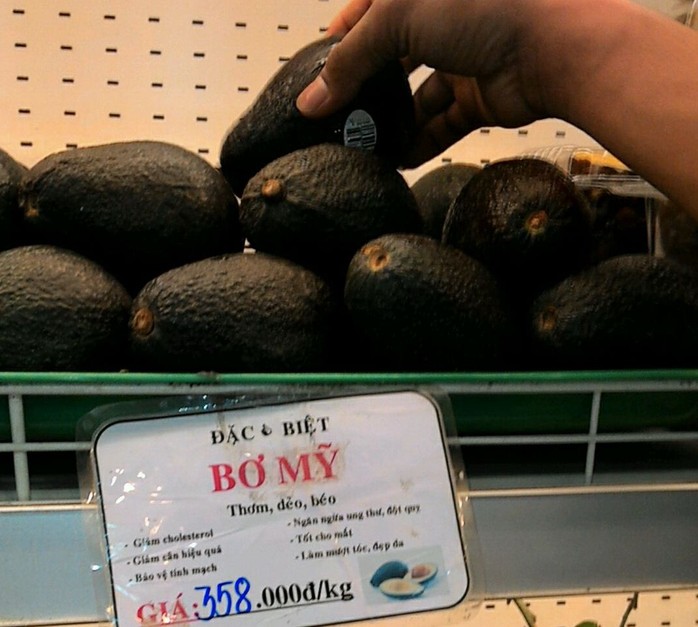 ĐẶC BIỆT
BƠ MỸ
Thơm, dẻo, béo
- Giảm cholesterol
- Giảm cân hiệu quả
- Bảo vệ tinh mạch
- Ngăn ngừa ung thư, đột quỵ
- Tốt cho mắt
- Làm mượt tóc, đẹp da
GIÁ: 358.000đ/kg